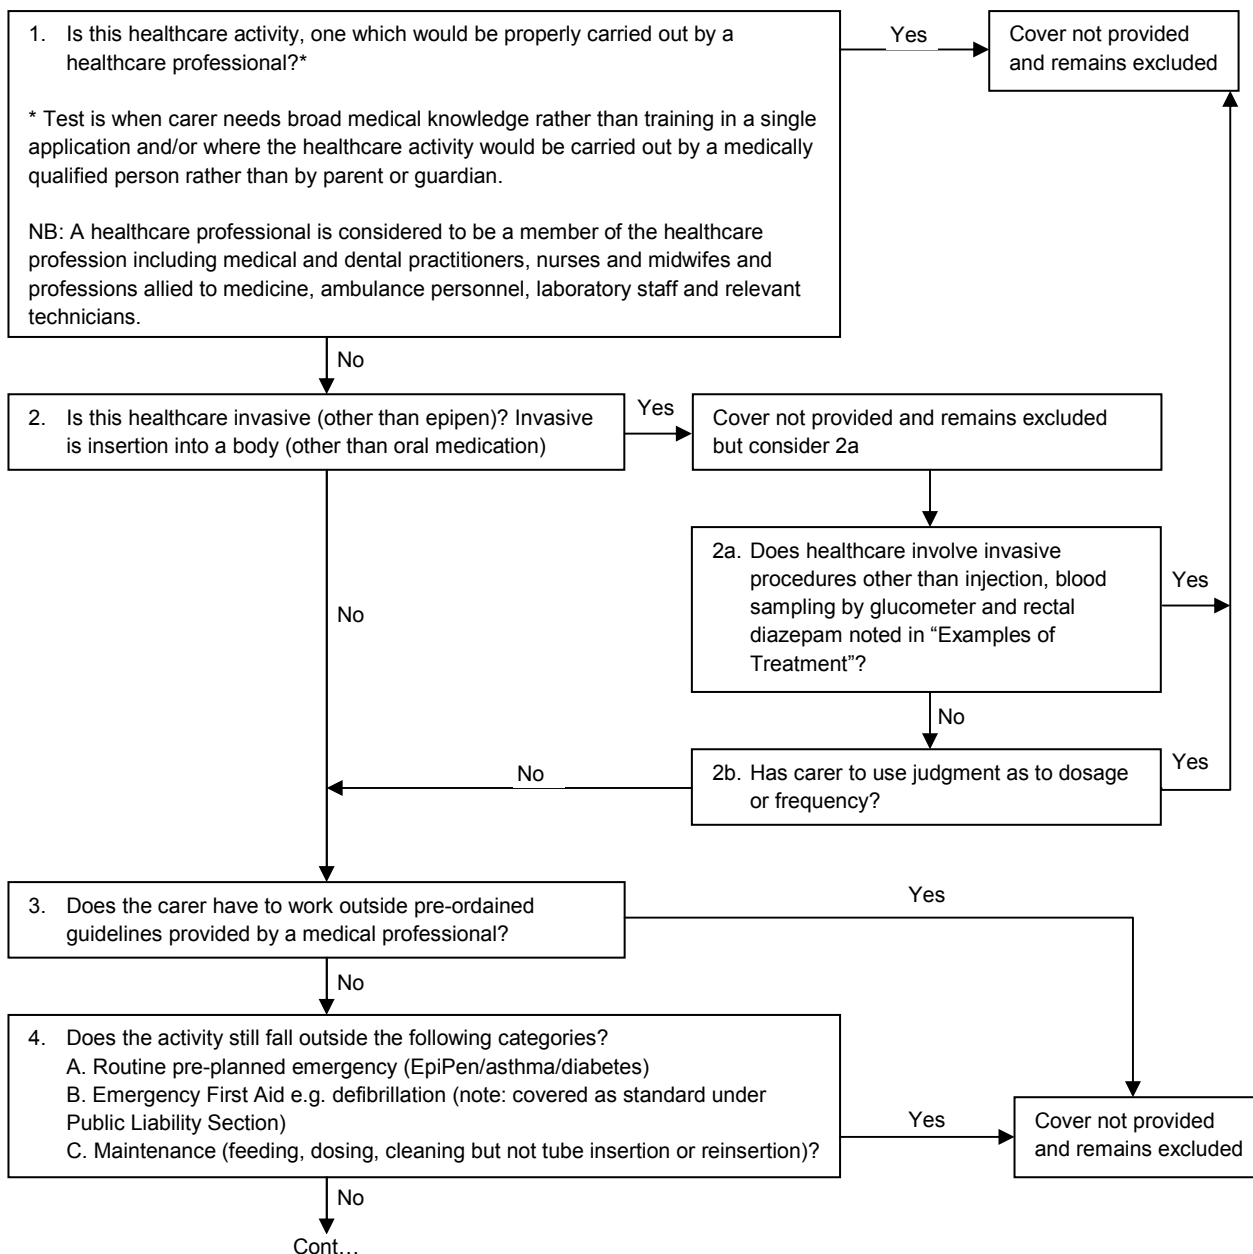 1. Is this healthcare activity, one which would be properly carried out by a
healthcare professional?*
* Test is when carer needs broad medical knowledge rather than training in a single
application and/or where the healthcare activity would be carried out by a medically
qualified person rather than by parent or guardian.
NB: A healthcare professional is considered to be a member of the healthcare
profession including medical and dental practitioners, nurses and midwifes and
professions allied to medicine, ambulance personnel, laboratory staff and relevant
technicians.
Yes
Cover not provided
and remains excluded
No
2. Is this healthcare invasive (other than epipen)? Invasive
is insertion into a body (other than oral medication)
Yes
Cover not provided and remains excluded
but consider 2a
2a. Does healthcare involve invasive
procedures other than injection, blood
sampling by glucometer and rectal
diazepam noted in “Examples of
Treatment”?
Yes
No
No
2b. Has carer to use judgment as to dosage
or frequency?
Yes
No
3. Does the carer have to work outside pre-ordained
guidelines provided by a medical professional?
Yes
No
4. Does the activity still fall outside the following categories?
A. Routine pre-planned emergency (EpiPen/asthma/diabetes)
B. Emergency First Aid e.g. defibrillation (note: covered as standard under
Public Liability Section)
C. Maintenance (feeding, dosing, cleaning but not tube insertion or reinsertion)?
Yes
Cover not provided
and remains excluded
No
Cont…